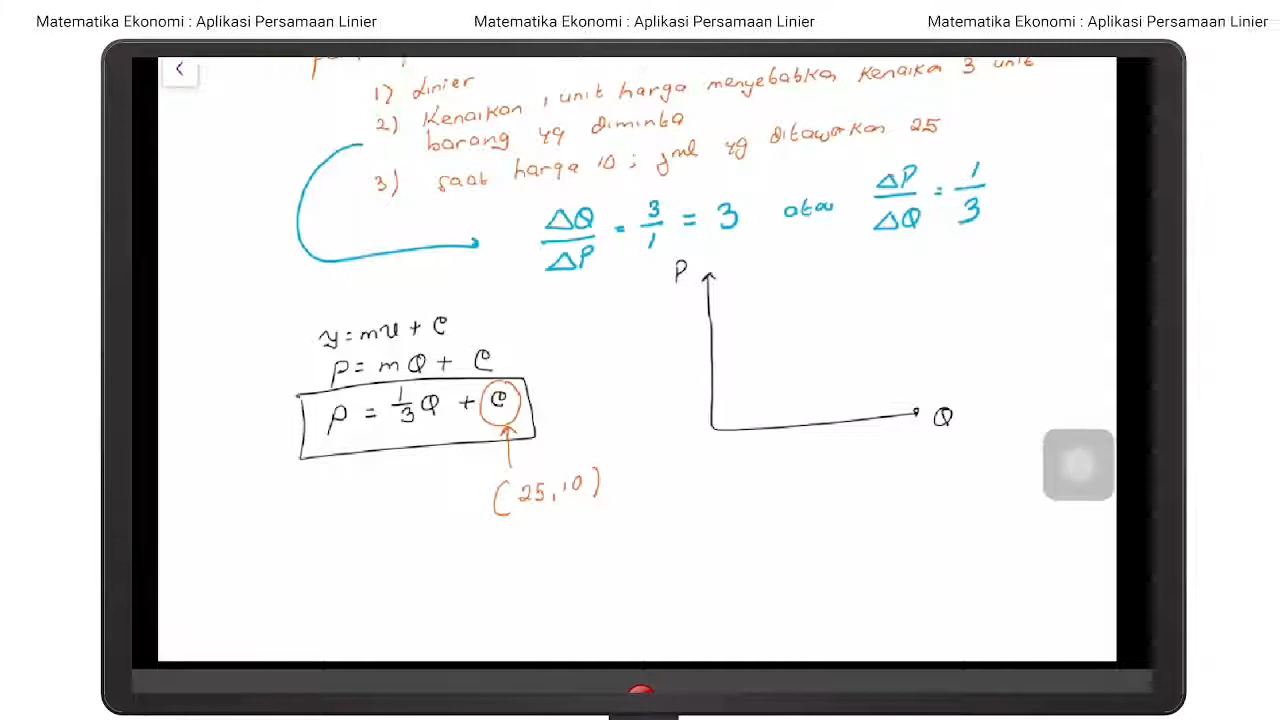 Matematika Ekonomi : Aplikasi Persamaan Linier Matematika Ekonomi : Aplikasi Persamaan Linier Matematika Ekonomi : Aplikasi Persamaan Linier
1) Linier
2) Kenaikan 1 unit harga menyebabka kenaika 3 unit
barang yg diminta
3) saat harga 10 ; jml yg ditawarkan 25
ΔQ/ΔP = 3/1 = 3 atau ΔP/ΔQ = 1/3
P
y = mx + C
P = mQ + C
P = 1/3 Q + C
Q
(25, 10)